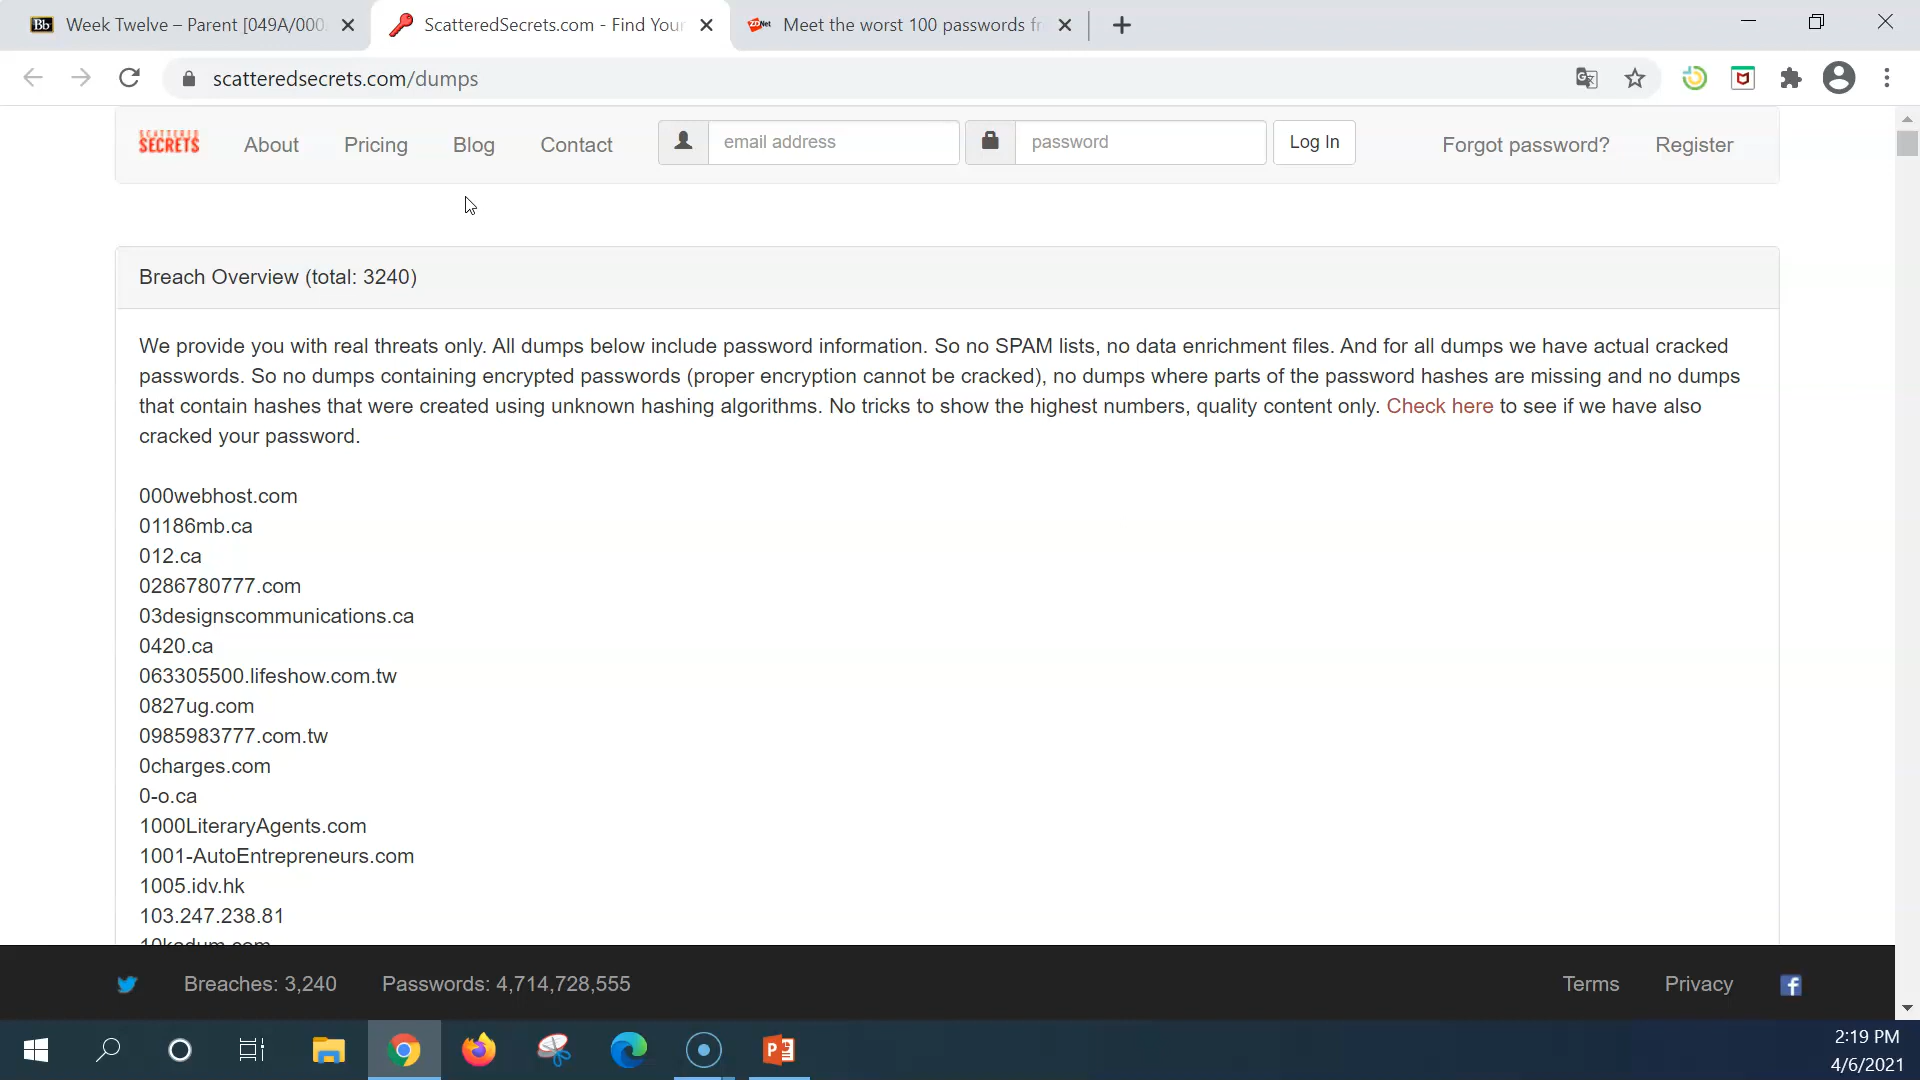 Bb Week Twelve – Parent [049A/000
ScatteredSecrets.com - Find Your
ZDNet Meet the worst 100 passwords fr
scatteredsecrets.com/dumps
SCATTERED
SECRETS
About
Pricing
Blog
Contact
email address
password
Log In
Forgot password?
Register
Breach Overview (total: 3240)
We provide you with real threats only. All dumps below include password information. So no SPAM lists, no data enrichment files. And for all dumps we have actual cracked
passwords. So no dumps containing encrypted passwords (proper encryption cannot be cracked), no dumps where parts of the password hashes are missing and no dumps
that contain hashes that were created using unknown hashing algorithms. No tricks to show the highest numbers, quality content only. Check here to see if we have also
cracked your password.
000webhost.com
01186mb.ca
012.ca
0286780777.com
03designscommunications.ca
0420.ca
063305500.lifeshow.com.tw
0827ug.com
0985983777.com.tw
0charges.com
0-o.ca
1000LiteraryAgents.com
1001-AutoEntrepreneurs.com
1005.idv.hk
103.247.238.81
Breaches: 3,240
Passwords: 4,714,728,555
Terms
Privacy
2:19 PM
4/6/2021